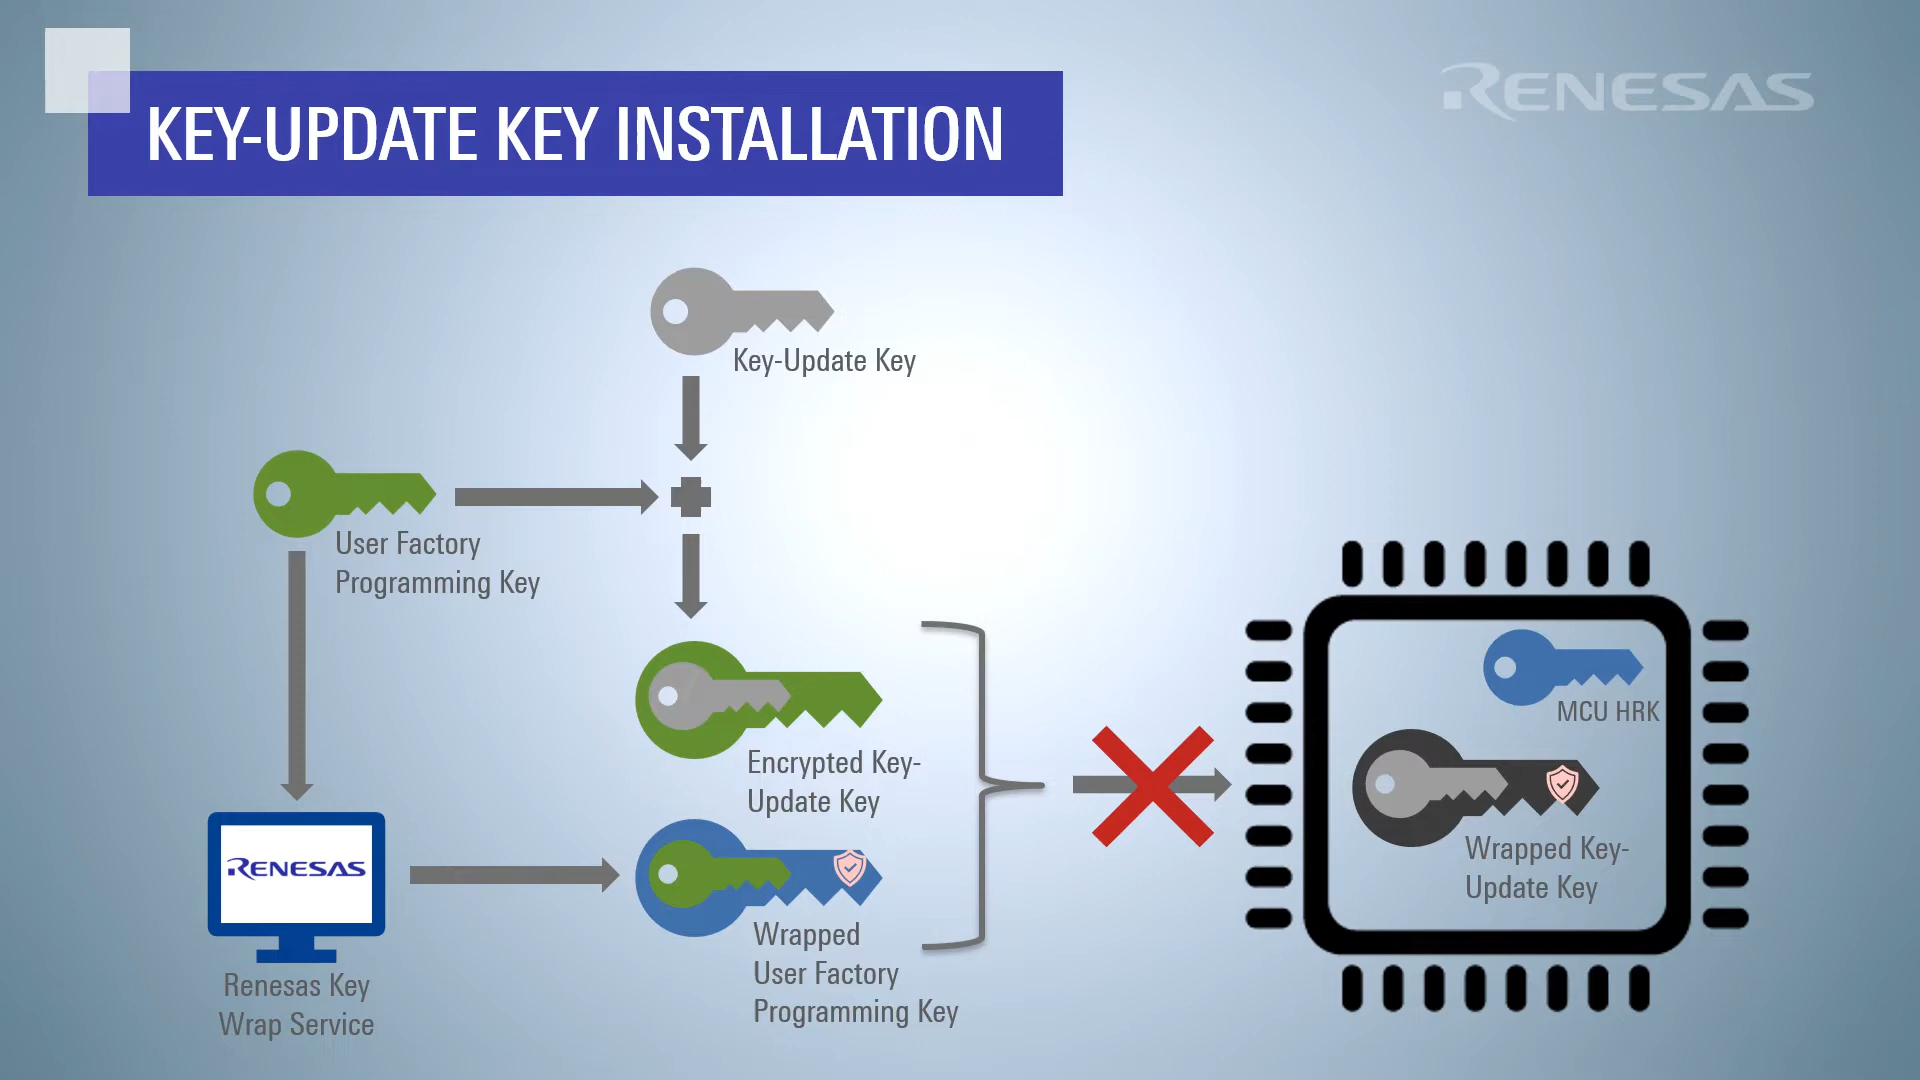 RENESAS
KEY-UPDATE KEY INSTALLATION
Key-Update Key
User Factory
Programming Key
Encrypted Key-
Update Key
MCU HRK
Wrapped Key-
Update Key
RENESAS
Wrapped
User Factory
Programming Key
Renesas Key
Wrap Service